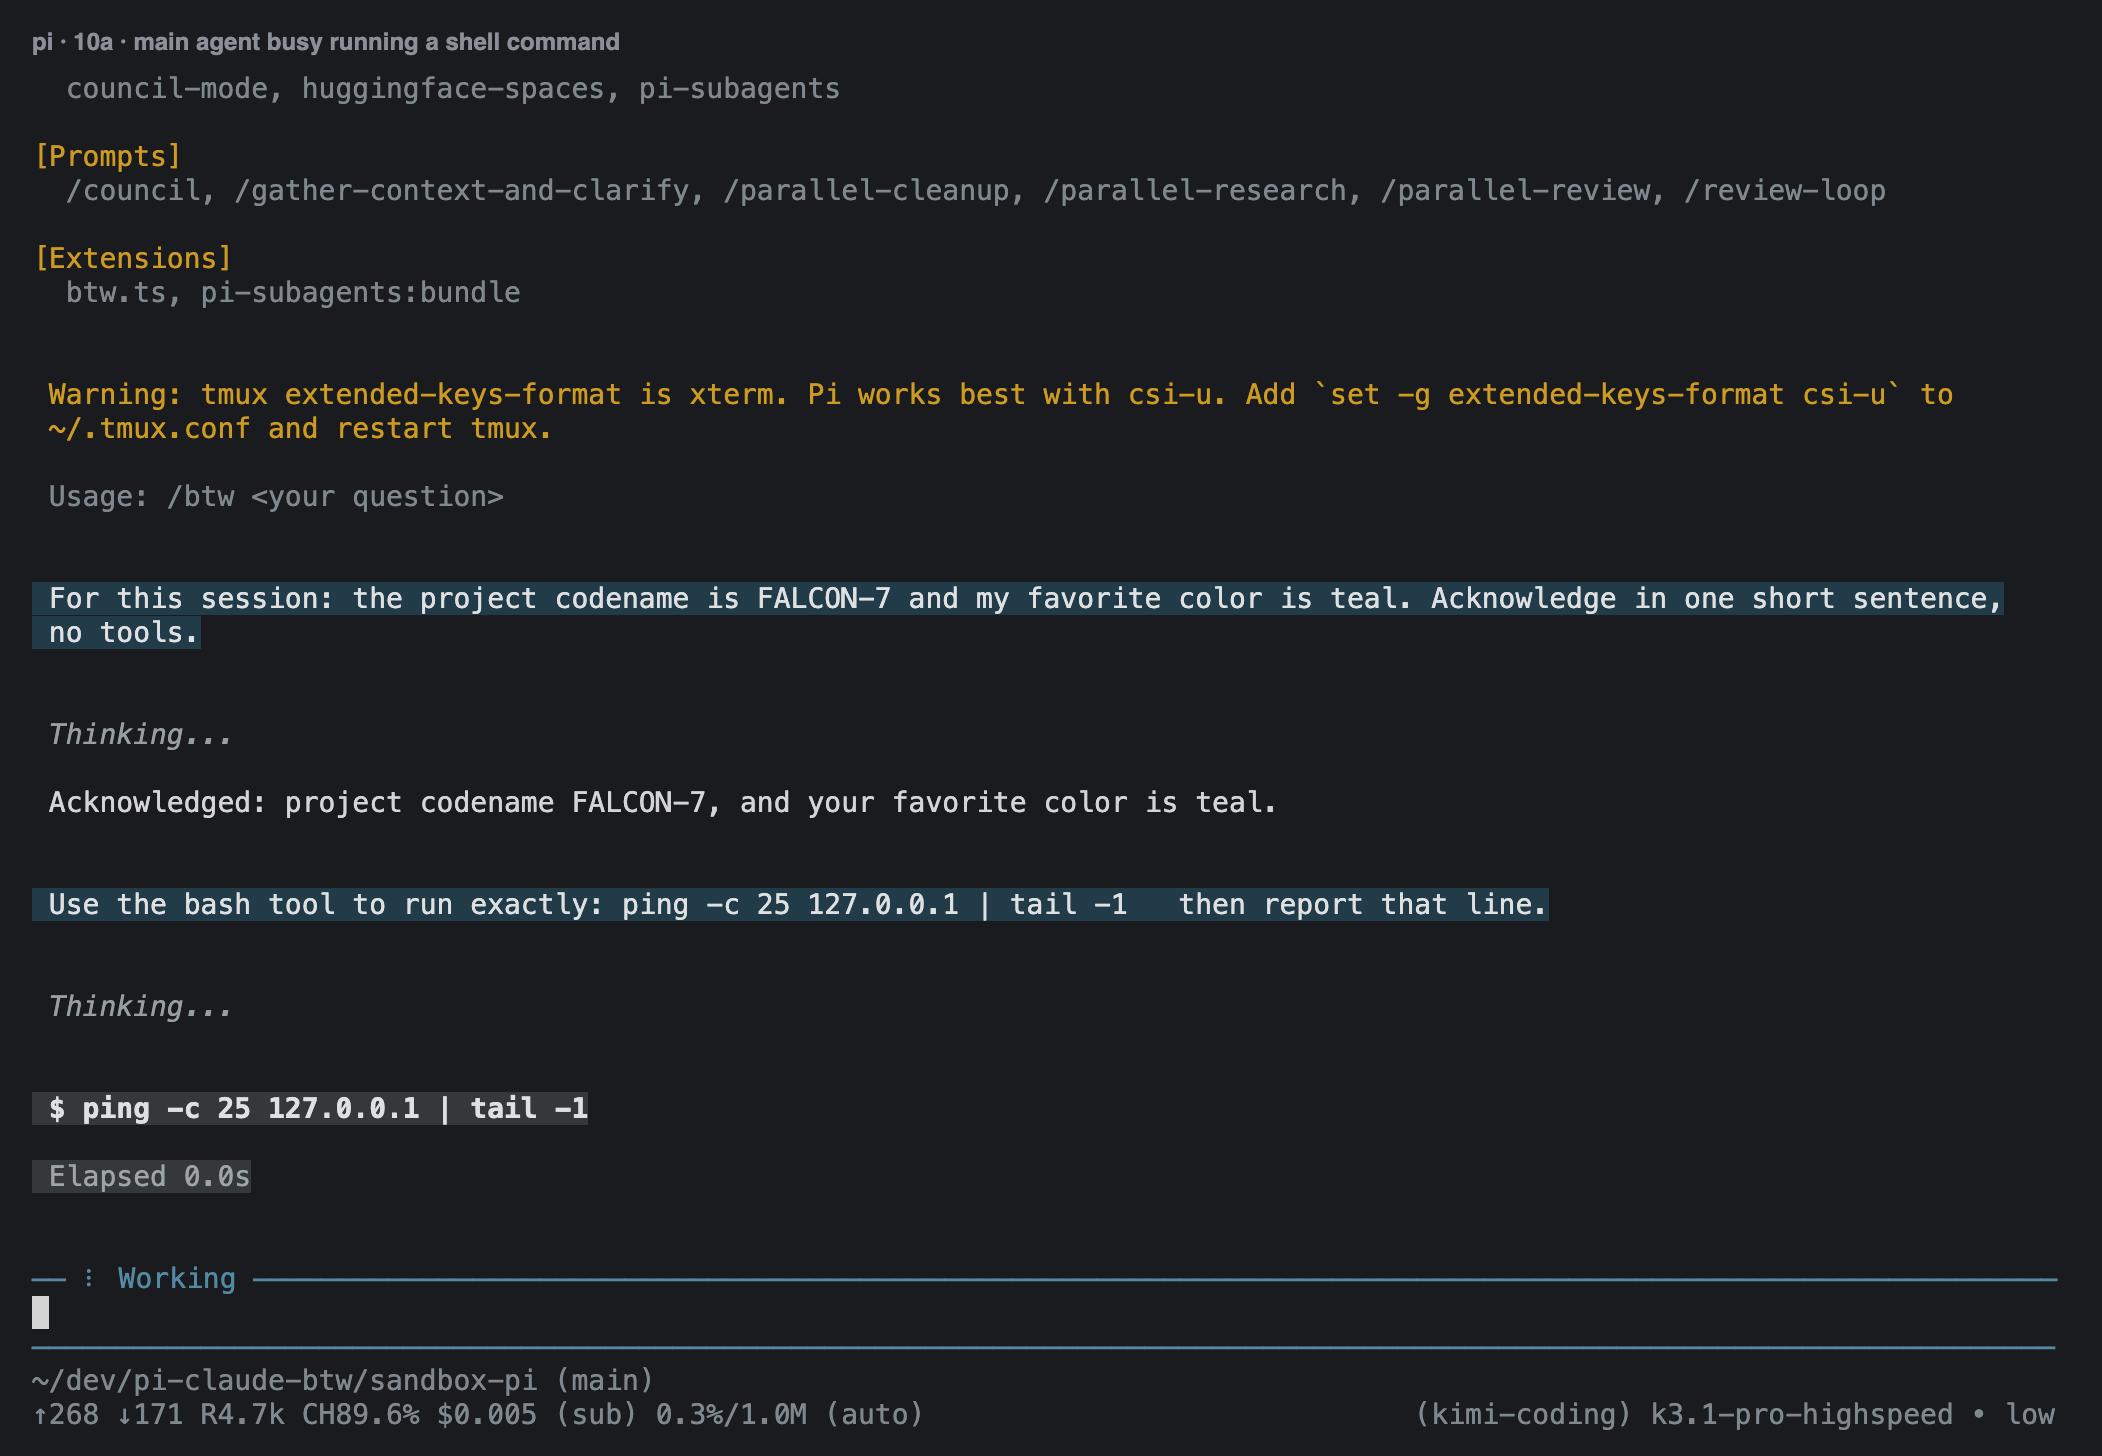 pi · 10a · main agent busy running a shell command
council-mode, huggingface-spaces, pi-subagents
[Prompts]
/council, /gather-context-and-clarify, /parallel-cleanup, /parallel-research, /parallel-review, /review-loop
[Extensions]
btw.ts, pi-subagents:bundle
Warning: tmux extended-keys-format is xterm. Pi works best with csi-u. Add `set -g extended-keys-format csi-u` to
~/.tmux.conf and restart tmux.
Usage: /btw <your question>
For this session: the project codename is FALCON-7 and my favorite color is teal. Acknowledge in one short sentence,
no tools.
Thinking...
Acknowledged: project codename FALCON-7, and your favorite color is teal.
Use the bash tool to run exactly: ping -c 25 127.0.0.1 | tail -1   then report that line.
Thinking...
$ ping -c 25 127.0.0.1 | tail -1
Elapsed 0.0s
Working
~/dev/pi-claude-btw/sandbox-pi (main)
↑268 ↓171 R4.7k CH89.6% $0.005 (sub) 0.3%/1.0M (auto) (kimi-coding) k3.1-pro-highspeed • low